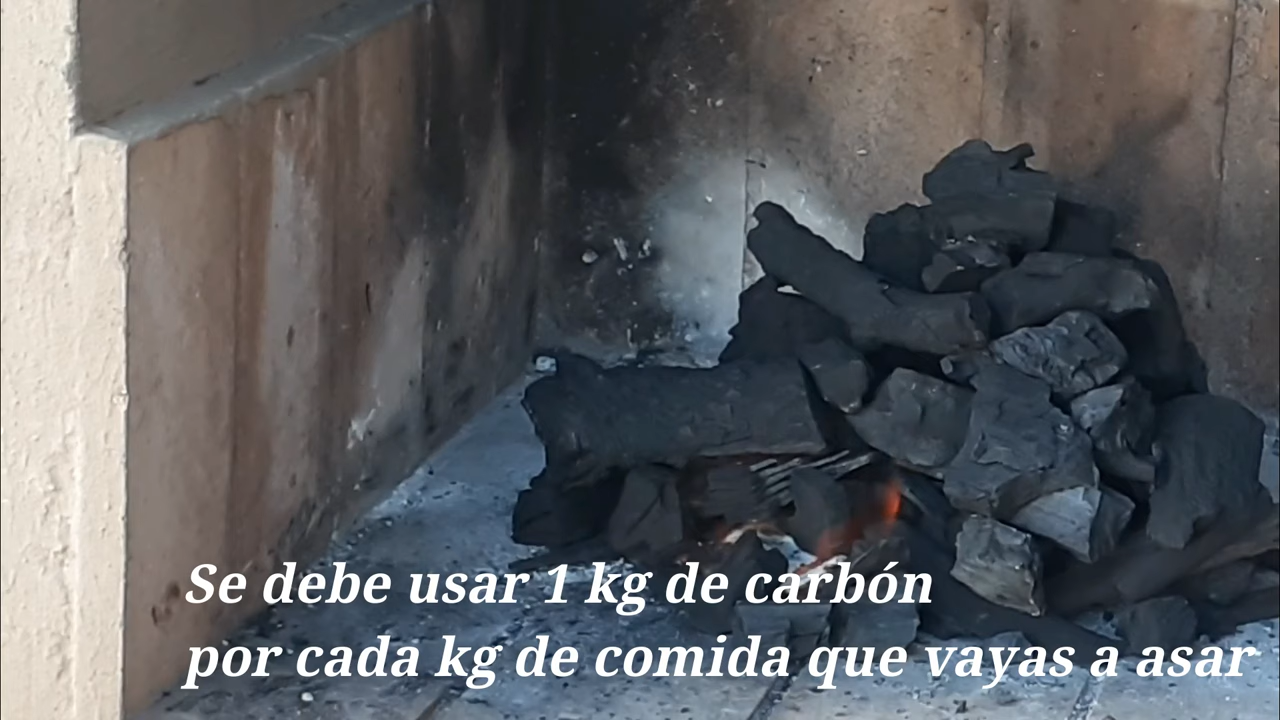 Se debe usar 1 kg de carbón
por cada kg de comida que vayas a asar